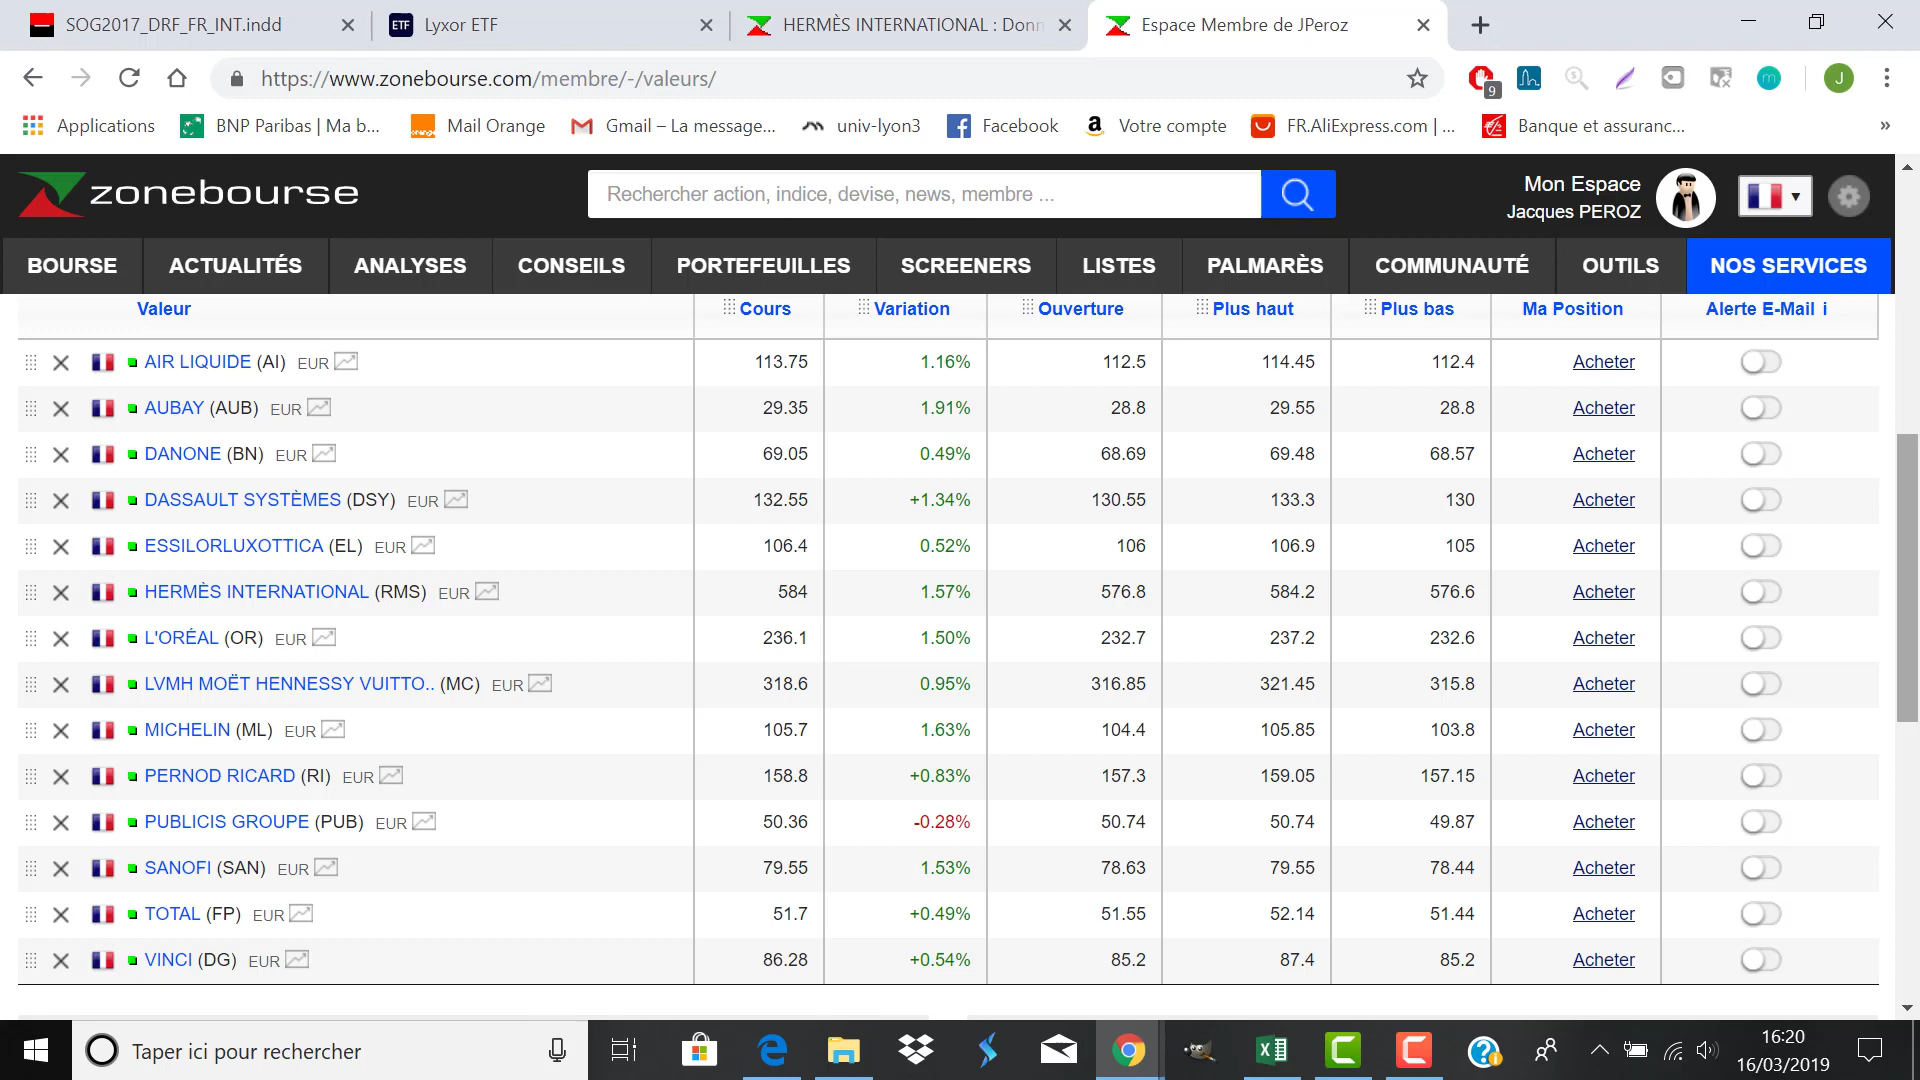 SOG2017_DRF_FR_INT.indd
ETF Lyxor ETF
HERMÈS INTERNATIONAL : Donn
Espace Membre de JPeroz
https://www.zonebourse.com/membre/-/valeurs/
9
m
J
Applications
BNP Paribas | Ma b...
Mail Orange
Gmail – La message...
univ-lyon3
Facebook
Votre compte
FR.AliExpress.com | ...
Banque et assuranc...
»
zonebourse
Rechercher action, indice, devise, news, membre ...
Mon Espace
Jacques PEROZ
BOURSE ACTUALITÉS ANALYSES CONSEILS PORTEFEUILLES SCREENERS LISTES PALMARÈS COMMUNAUTÉ OUTILS NOS SERVICES
Valeur Cours Variation Ouverture Plus haut Plus bas Ma Position Alerte E-Mail i
AIR LIQUIDE (AI) EUR 113.75 1.16% 112.5 114.45 112.4 Acheter
AUBAY (AUB) EUR 29.35 1.91% 28.8 29.55 28.8 Acheter
DANONE (BN) EUR 69.05 0.49% 68.69 69.48 68.57 Acheter
DASSAULT SYSTÈMES (DSY) EUR 132.55 +1.34% 130.55 133.3 130 Acheter
ESSILORLUXOTTICA (EL) EUR 106.4 0.52% 106 106.9 105 Acheter
HERMÈS INTERNATIONAL (RMS) EUR 584 1.57% 576.8 584.2 576.6 Acheter
L'ORÉAL (OR) EUR 236.1 1.50% 232.7 237.2 232.6 Acheter
LVMH MOËT HENNESSY VUITTO.. (MC) EUR 318.6 0.95% 316.85 321.45 315.8 Acheter
MICHELIN (ML) EUR 105.7 1.63% 104.4 105.85 103.8 Acheter
PERNOD RICARD (RI) EUR 158.8 +0.83% 157.3 159.05 157.15 Acheter
PUBLICIS GROUPE (PUB) EUR 50.36 -0.28% 50.74 50.74 49.87 Acheter
SANOFI (SAN) EUR 79.55 1.53% 78.63 79.55 78.44 Acheter
TOTAL (FP) EUR 51.7 +0.49% 51.55 52.14 51.44 Acheter
VINCI (DG) EUR 86.28 +0.54% 85.2 87.4 85.2 Acheter
Taper ici pour rechercher
16:20
16/03/2019